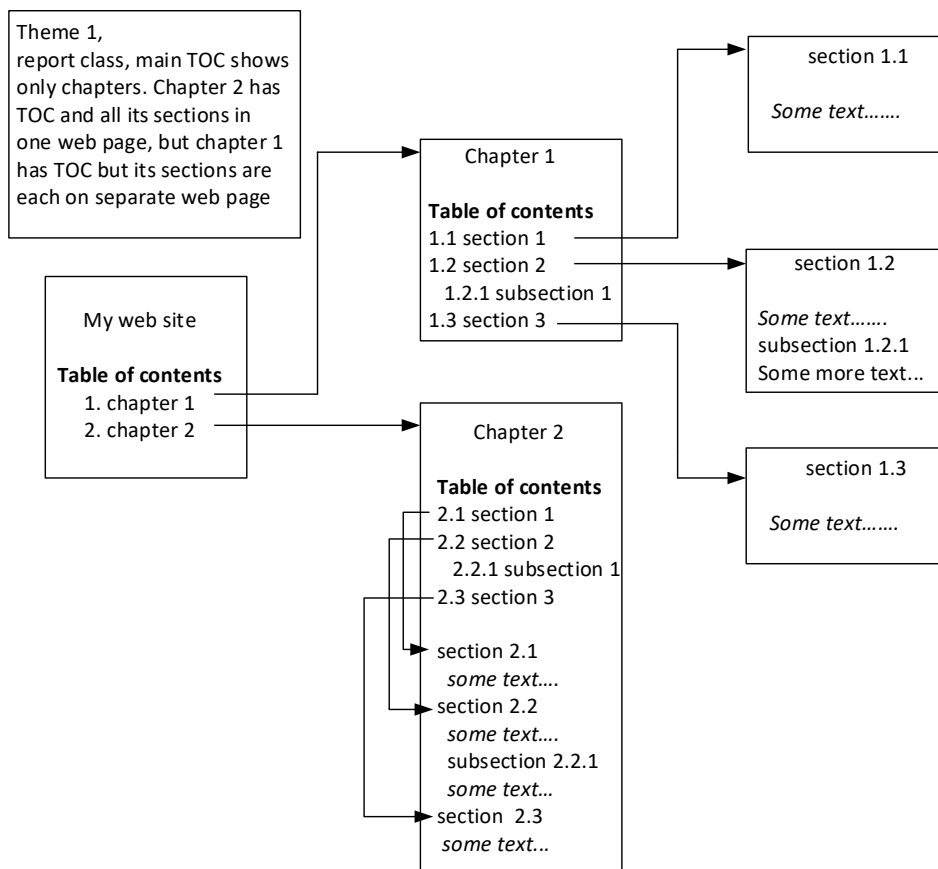 Theme 1,
report class, main TOC shows
only chapters. Chapter 2 has
TOC and all its sections in
one web page, but chapter 1
has TOC but its sections are
each on separate web page
My web site
Table of contents
1. chapter 1
2. chapter 2
Chapter 1
Table of contents
1.1 section 1
1.2 section 2
1.2.1 subsection 1
1.3 section 3
Chapter 2
Table of contents
2.1 section 1
2.2 section 2
2.2.1 subsection 1
2.3 section 3
section 2.1
some text....
section 2.2
some text....
subsection 2.2.1
some text...
section  2.3
some text...
section 1.1
Some text.......
section 1.2
Some text.......
subsection 1.2.1
Some more text...
section 1.3
Some text.......